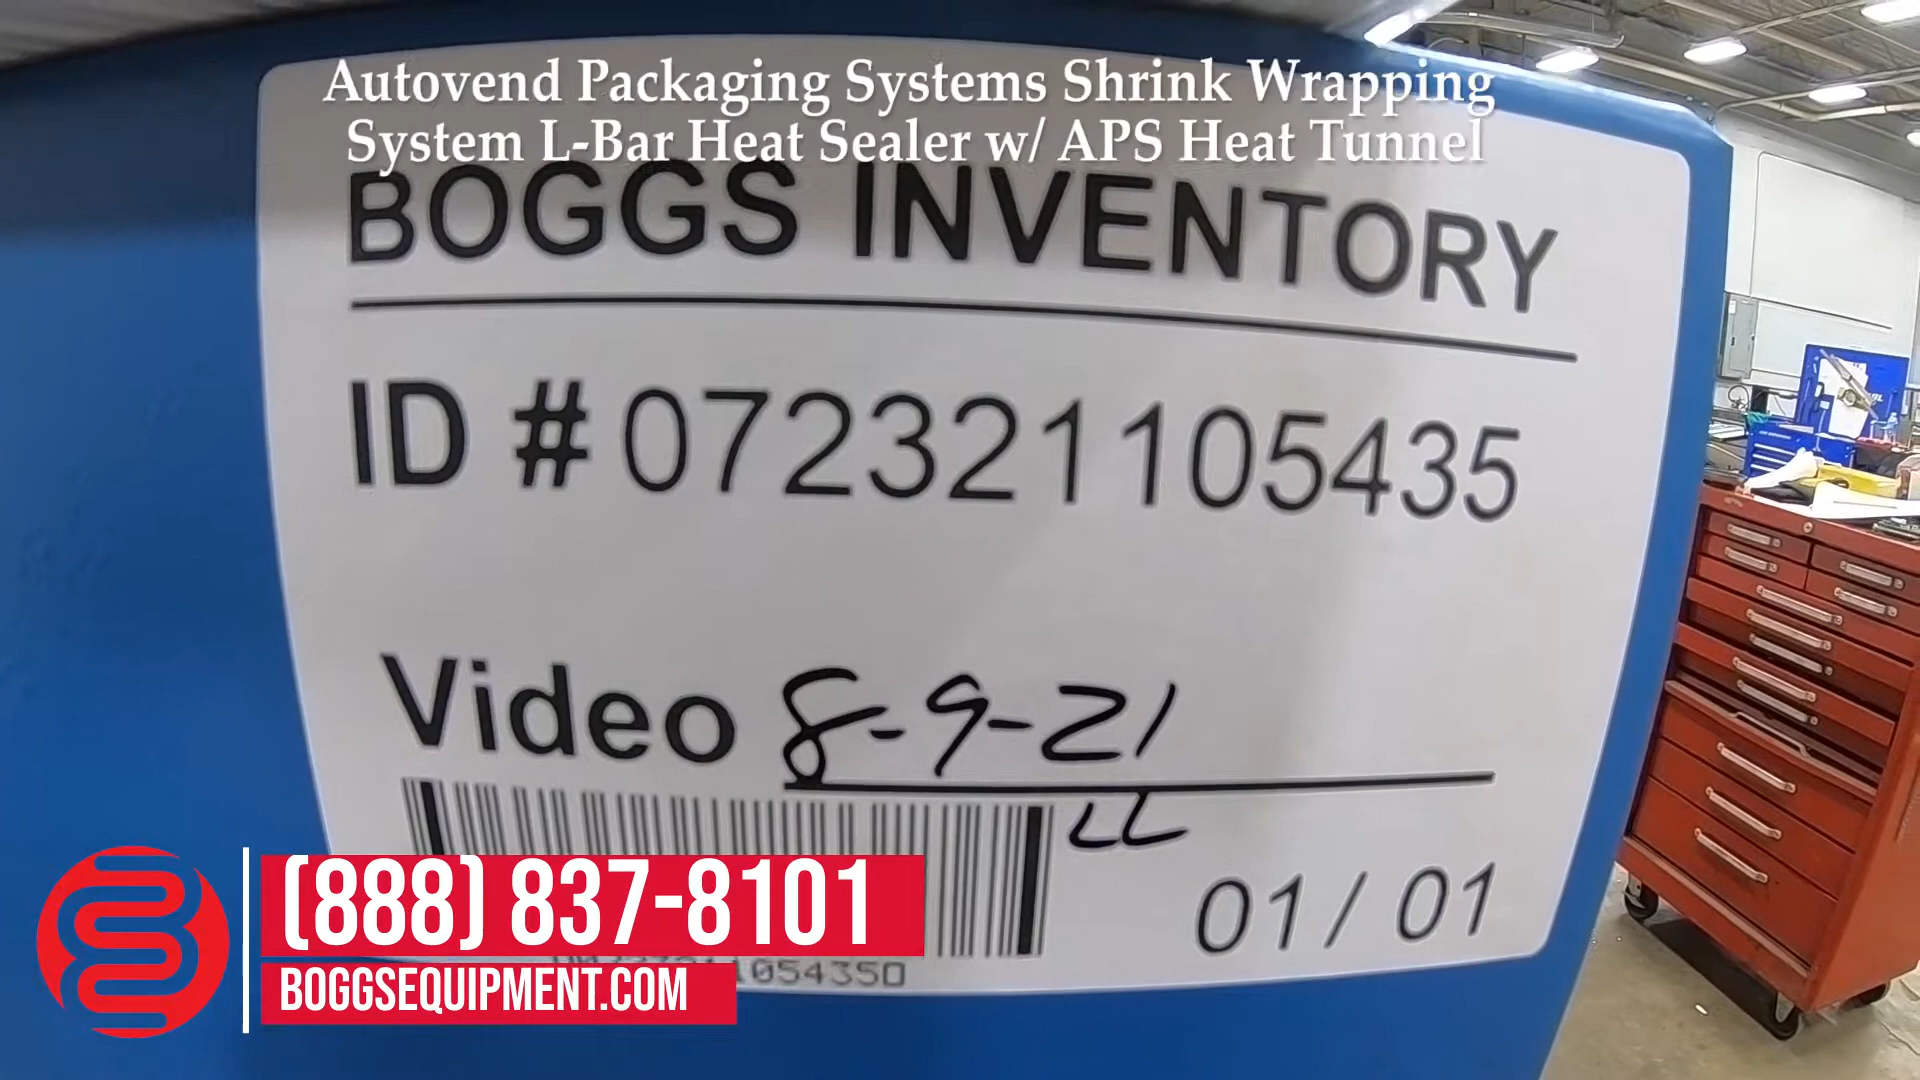 Autovend Packaging Systems Shrink Wrapping
System L-Bar Heat Sealer w/ APS Heat Tunnel
BOGGS INVENTORY
ID # 072321105435
Video 8-9-21
LL
01/01
(888) 837-8101
BOGGSEQUIPMENT.COM